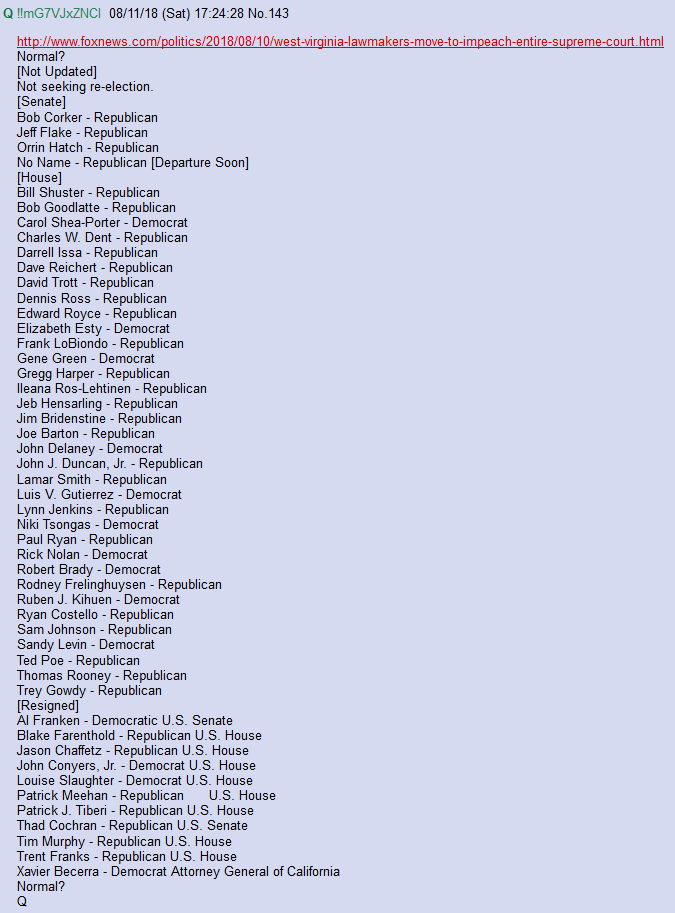 Q !!mG7VJxZNCI 08/11/18 (Sat) 17:24:28 No.143
http://www.foxnews.com/politics/2018/08/10/west-virginia-lawmakers-move-to-impeach-entire-supreme-court.html
Normal?
[Not Updated]
Not seeking re-election.
[Senate]
Bob Corker - Republican
Jeff Flake - Republican
Orrin Hatch - Republican
No Name - Republican [Departure Soon]
[House]
Bill Shuster - Republican
Bob Goodlatte - Republican
Carol Shea-Porter - Democrat
Charles W. Dent - Republican
Darrell Issa - Republican
Dave Reichert - Republican
David Trott - Republican
Dennis Ross - Republican
Edward Royce - Republican
Elizabeth Esty - Democrat
Frank LoBiondo - Republican
Gene Green - Democrat
Gregg Harper - Republican
Ileana Ros-Lehtinen - Republican
Jeb Hensarling - Republican
Jim Bridenstine - Republican
Joe Barton - Republican
John Delaney - Democrat
John J. Duncan, Jr. - Republican
Lamar Smith - Republican
Luis V. Gutierrez - Democrat
Lynn Jenkins - Republican
Niki Tsongas - Democrat
Paul Ryan - Republican
Rick Nolan - Democrat
Robert Brady - Democrat
Rodney Frelinghuysen - Republican
Ruben J. Kihuen - Democrat
Ryan Costello - Republican
Sam Johnson - Republican
Sandy Levin - Democrat
Ted Poe - Republican
Thomas Rooney - Republican
Trey Gowdy - Republican
[Resigned]
Al Franken - Democratic U.S. Senate
Blake Farenthold - Republican U.S. House
Jason Chaffetz - Republican U.S. House
John Conyers, Jr. - Democrat U.S. House
Louise Slaughter - Democrat U.S. House
Patrick Meehan - Republican U.S. House
Patrick J. Tiberi - Republican U.S. House
Thad Cochran - Republican U.S. Senate
Tim Murphy - Republican U.S. House
Trent Franks - Republican U.S. House
Xavier Becerra - Democrat Attorney General of California
Normal?
Q